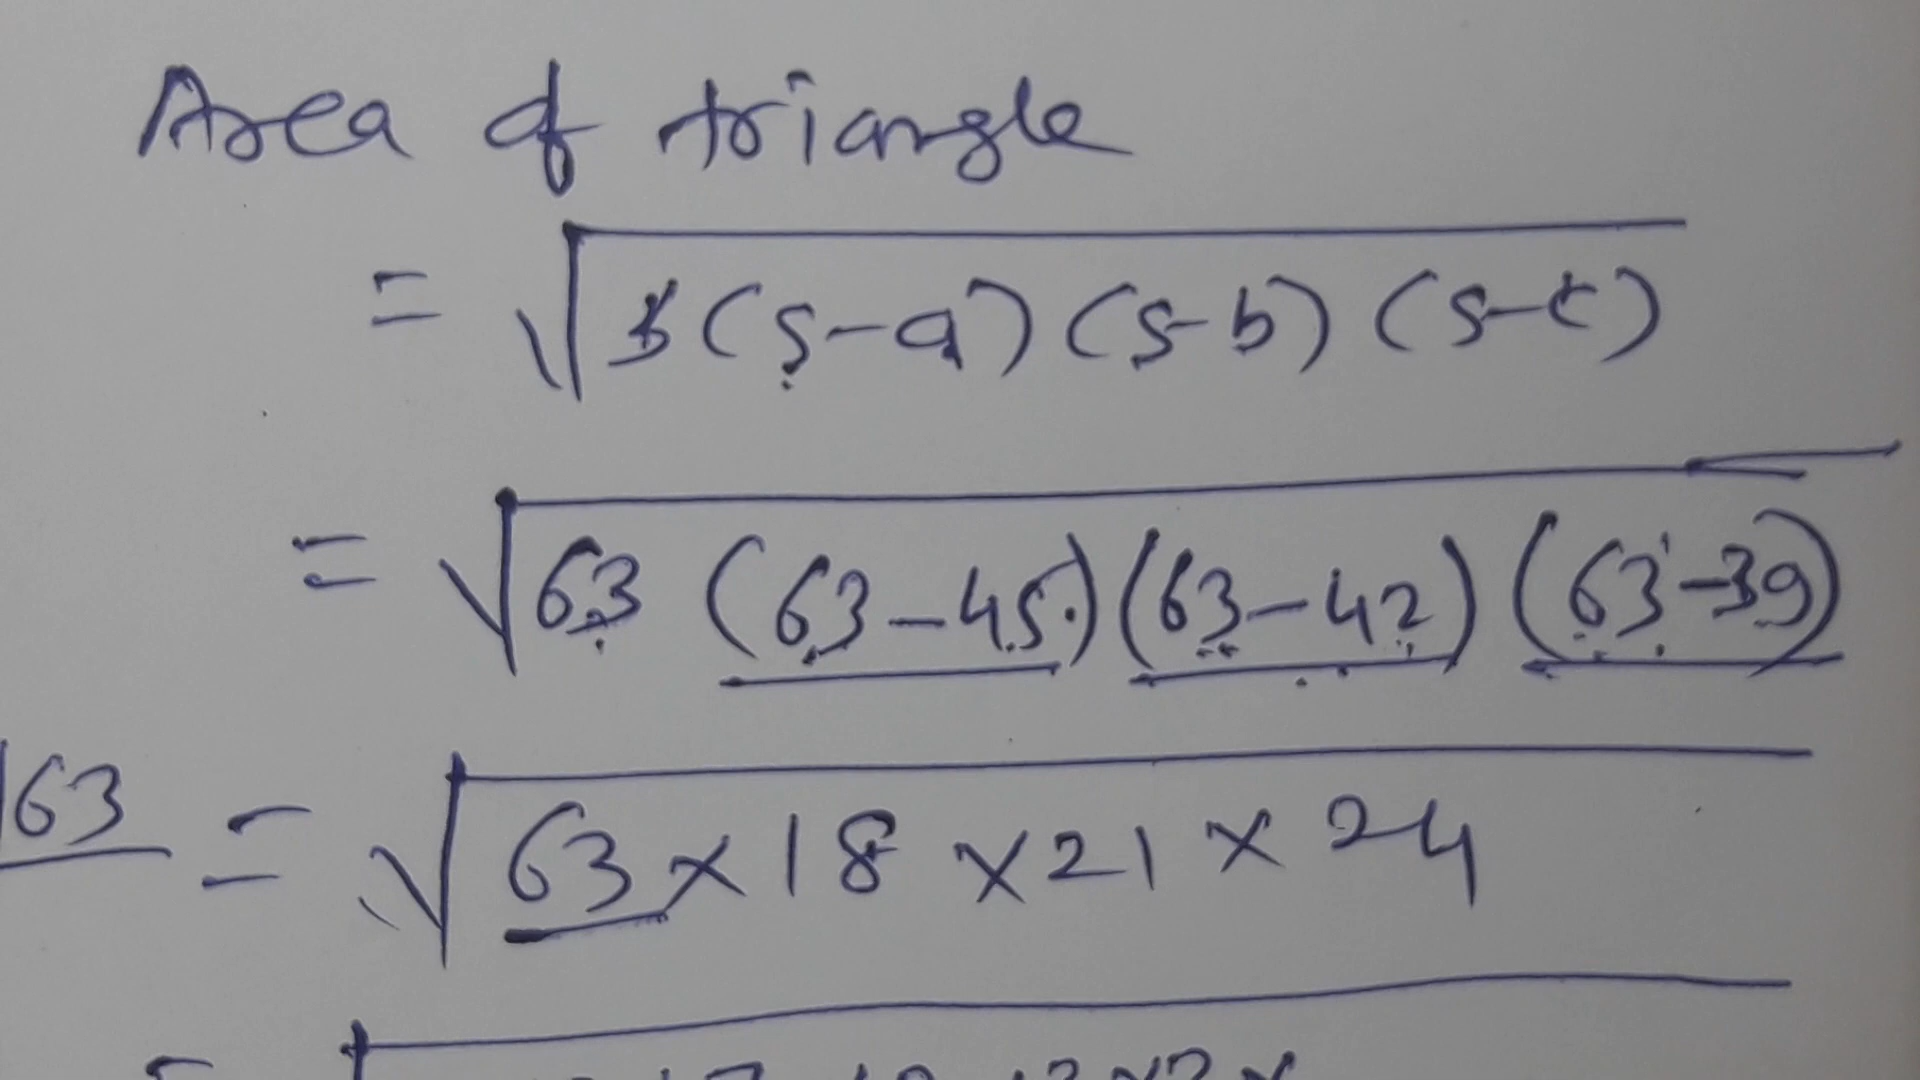 Area of triangle
= √s(s-a)(s-b)(s-c)
= √63 (63-45)(63-42)(63-39)
63 = √63×18×21×24